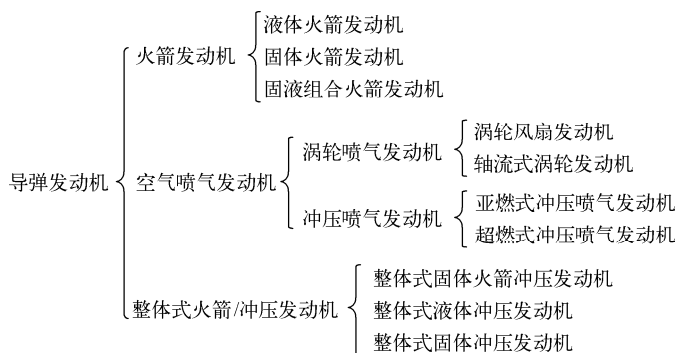 液体火箭发动机
火箭发动机
固体火箭发动机
固液组合火箭发动机
涡轮风扇发动机
涡轮喷气发动机
轴流式涡轮发动机
导弹发动机
空气喷气发动机
亚燃式冲压喷气发动机
冲压喷气发动机
超燃式冲压喷气发动机
整体式固体火箭冲压发动机
整体式火箭/冲压发动机
整体式液体冲压发动机
整体式固体冲压发动机